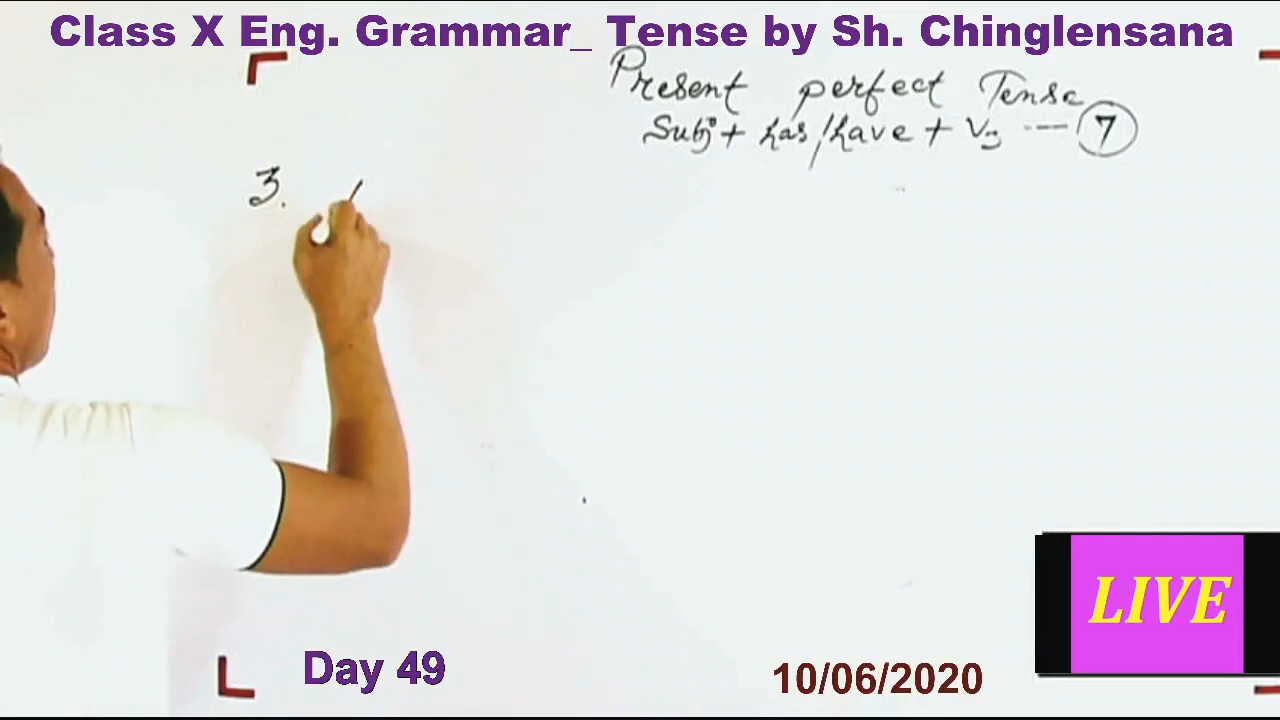 Class X Eng. Grammar_ Tense by Sh. Chinglensana
Present perfect Tense
Subj + has/have + V3 --- 7
3.
LIVE
Day 49
10/06/2020